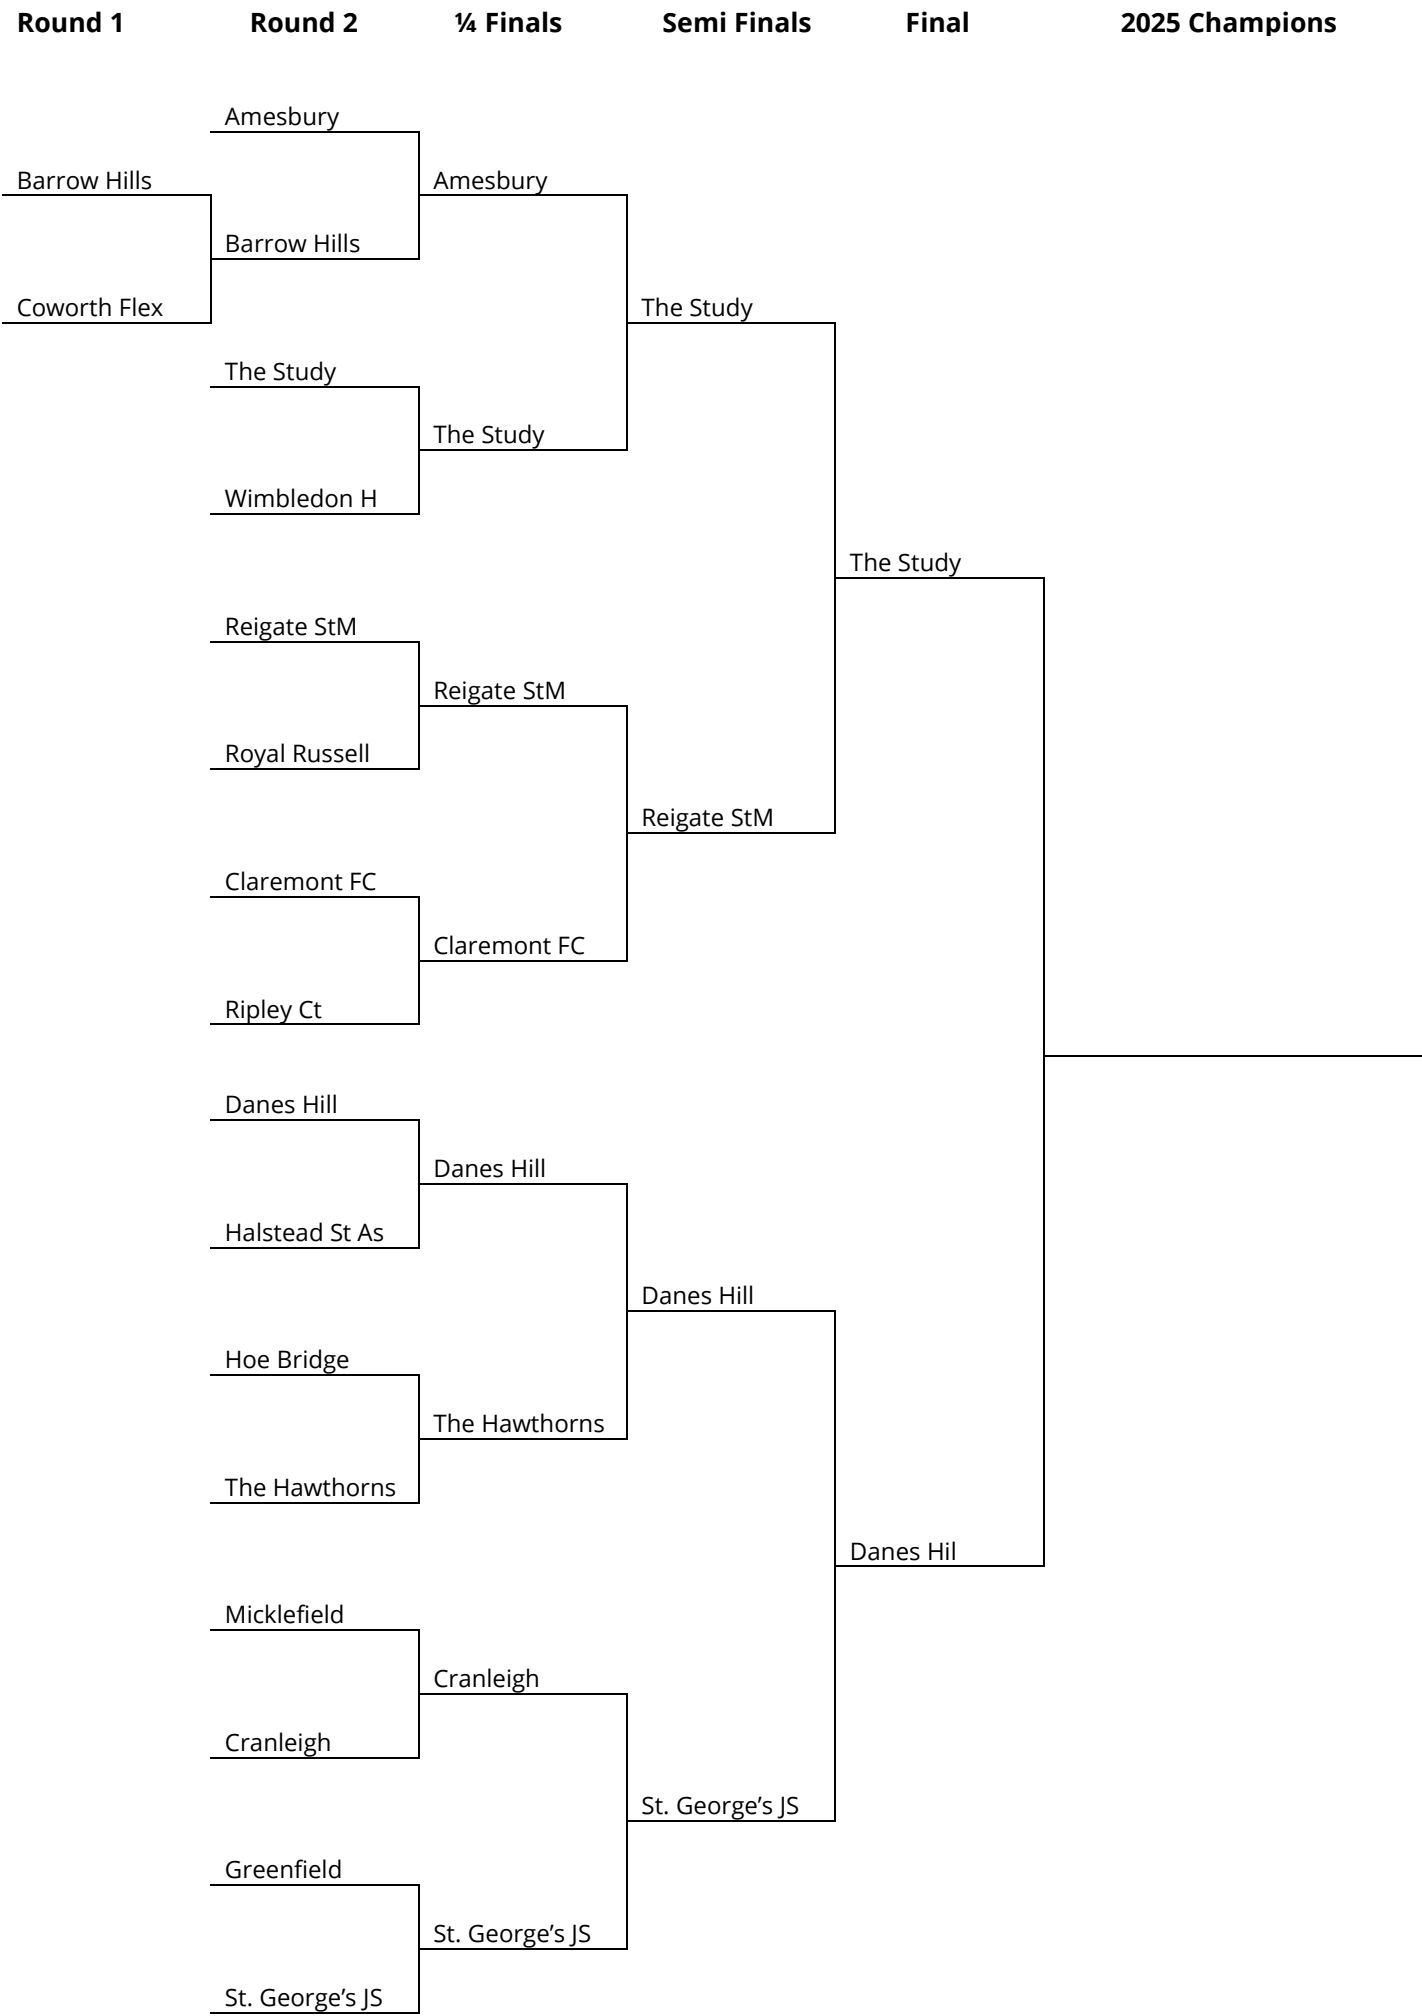 Round 1 Round 2 ¼ Finals Semi Finals Final 2025 Champions
Amesbury
Barrow Hills Amesbury
Barrow Hills
Coworth Flex The Study
The Study
The Study
Wimbledon H
The Study
Reigate StM
Reigate StM
Royal Russell
Reigate StM
Claremont FC
Claremont FC
Ripley Ct
Danes Hill
Danes Hill
Halstead St As
Danes Hill
Hoe Bridge
The Hawthorns
The Hawthorns
Danes Hil
Micklefield
Cranleigh
Cranleigh
St. George’s JS
Greenfield
St. George’s JS
St. George’s JS